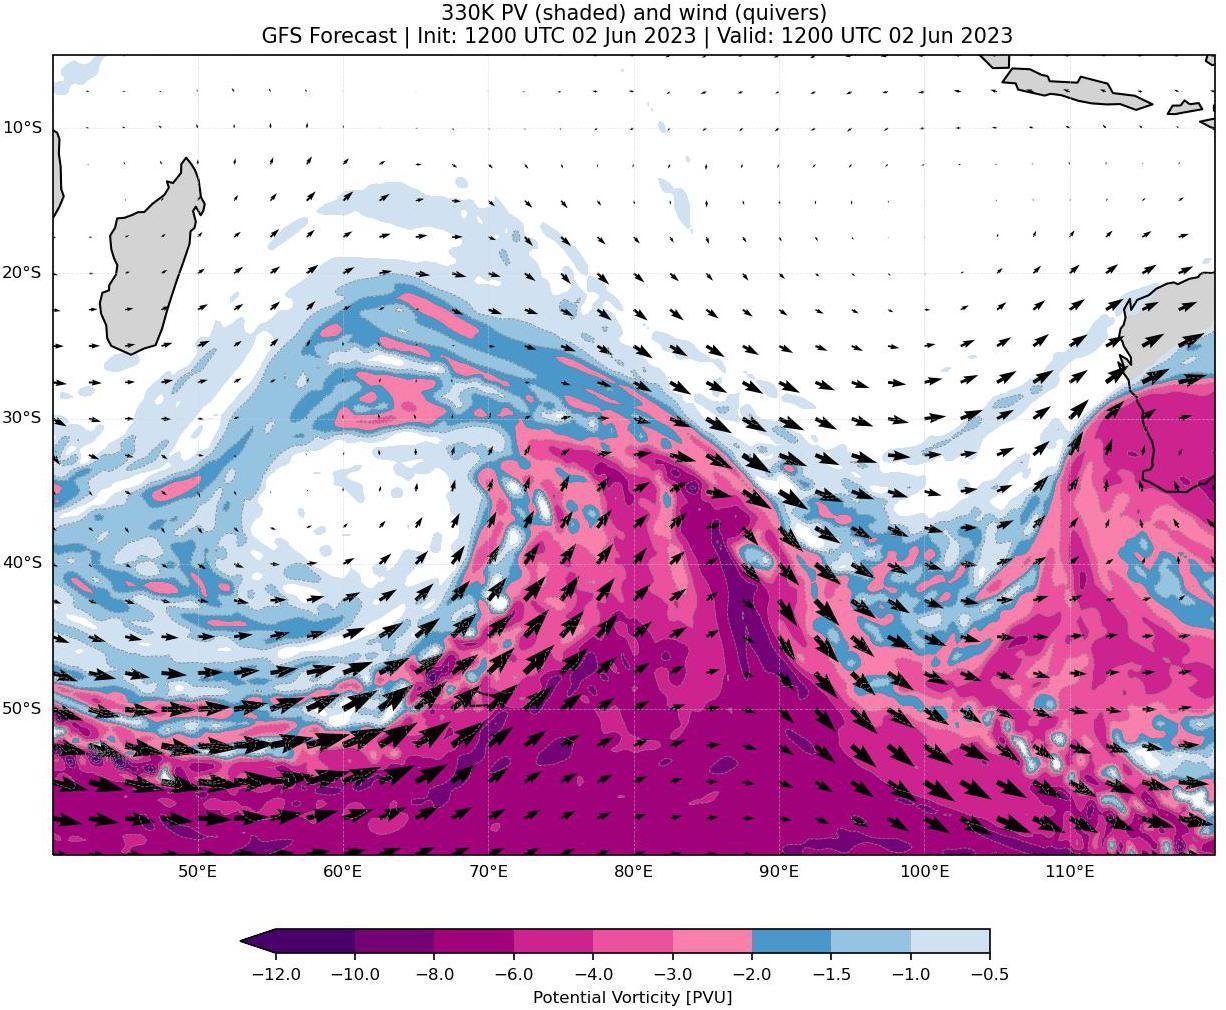 330K PV (shaded) and wind (quivers)
GFS Forecast | Init: 1200 UTC 02 Jun 2023 | Valid: 1200 UTC 02 Jun 2023
10°S
20°S
30°S
40°S
50°S
50°E 60°E 70°E 80°E 90°E 100°E 110°E
−12.0 −10.0 −8.0 −6.0 −4.0 −3.0 −2.0 −1.5 −1.0 −0.5
Potential Vorticity [PVU]